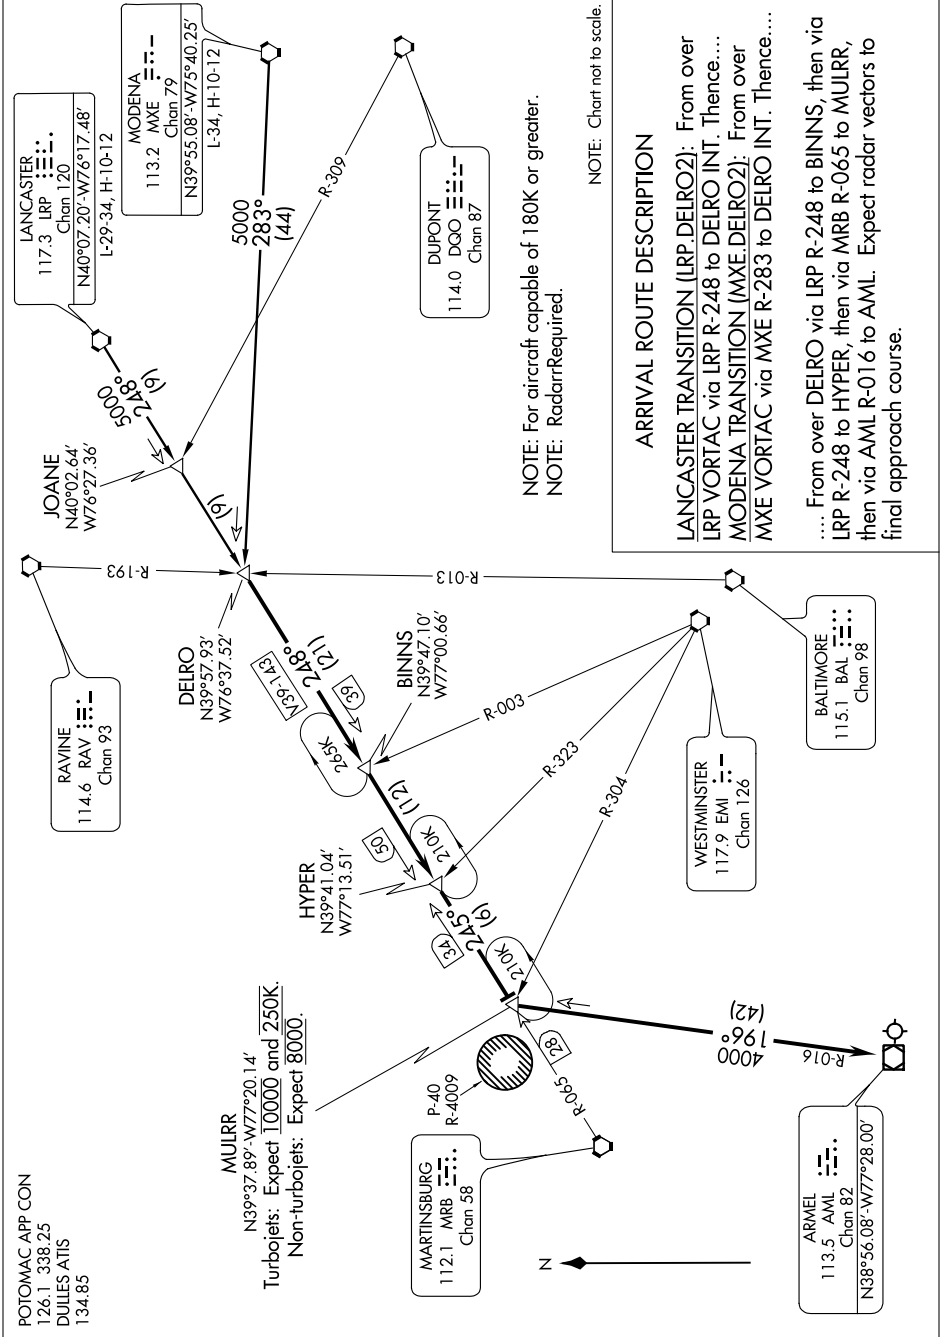 POTOMAC APP CON
126.1 338.25
DULLES ATIS
134.85
RAVINE
114.6 RAV
Chan 93
LANCASTER
117.3 LRP
Chan 120
N40°07.20'-W76°17.48'
L-29-34, H-10-12
MODENA
113.2 MXE
Chan 79
N39°55.08'-W75°40.25'
L-34, H-10-12
JOANE
N40°02.64'
W76°27.36'
5000
248°
(9)
R-309
5000
283°
(44)
R-193
(9)
DELRO
N39°57.93'
W76°37.52'
V39-143
248°
(21)
265K
39
BINNS
N39°47.10'
W77°00.66'
(12)
R-013
DUPONT
114.0 DQO
Chan 87
HYPER
N39°41.04'
W77°13.51'
50
210K
R-003
R-323
R-304
34
245°
(6)
210K
MULRR
N39°37.89'-W77°20.14'
Turbojets: Expect 10000 and 250K.
Non-turbojets: Expect 8000.
P-40
R-4009
28
R-065
MARTINSBURG
112.1 MRB
Chan 58
WESTMINSTER
117.9 EMI
Chan 126
BALTIMORE
115.1 BAL
Chan 98
4000
196°
(42)
R-016
ARMEL
113.5 AML
Chan 82
N38°56.08'-W77°28.00'
N
NOTE: For aircraft capable of 180K or greater.
NOTE: RadarrRequired.
NOTE: Chart not to scale.
ARRIVAL ROUTE DESCRIPTION
LANCASTER TRANSITION (LRP.DELRO2): From over
LRP VORTAC via LRP R-248 to DELRO INT. Thence....
MODENA TRANSITION (MXE.DELRO2): From over
MXE VORTAC via MXE R-283 to DELRO INT. Thence....
.... From over DELRO via LRP R-248 to BINNS, then via
LRP R-248 to HYPER, then via MRB R-065 to MULRR,
then via AML R-016 to AML. Expect radar vectors to
final approach course.